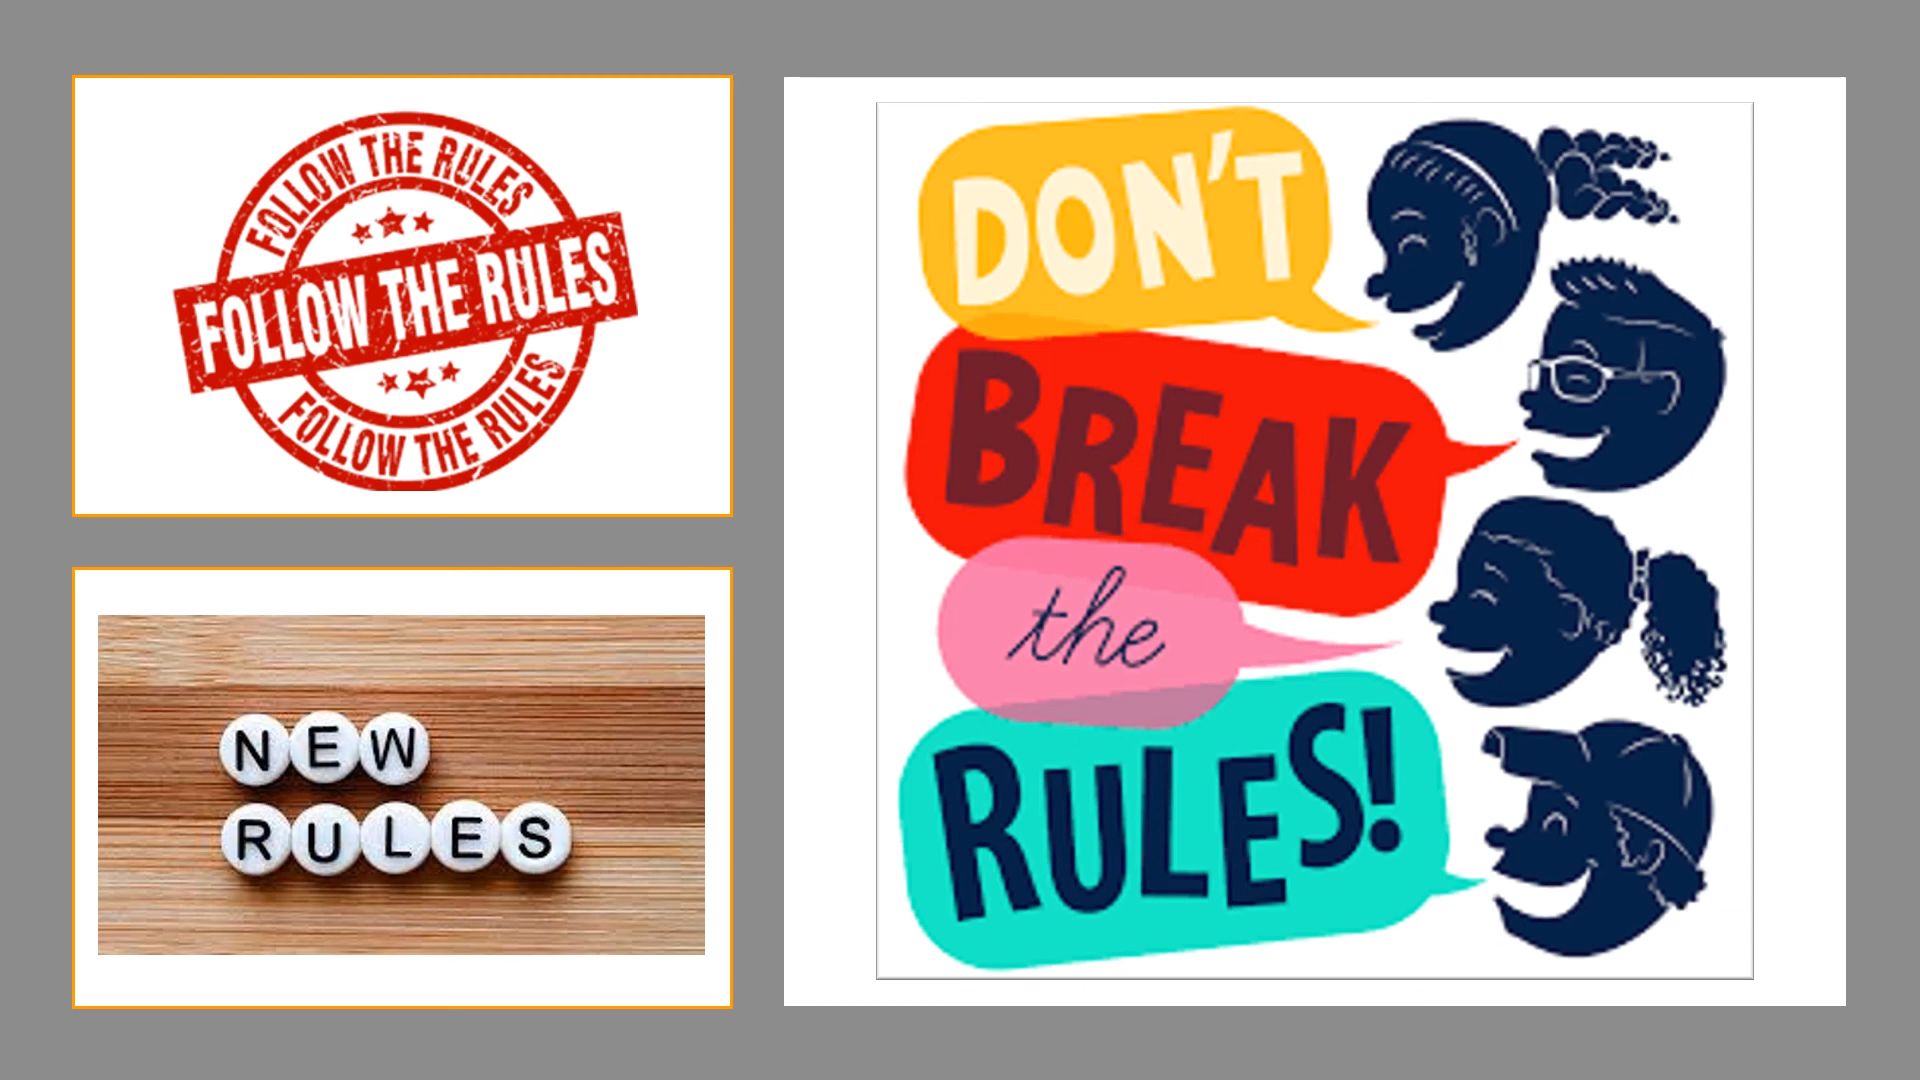 FOLLOW THE RULES
FOLLOW THE RULES
FOLLOW THE RULES
NEW
RULES
DON'T
BREAK
the
RULES!